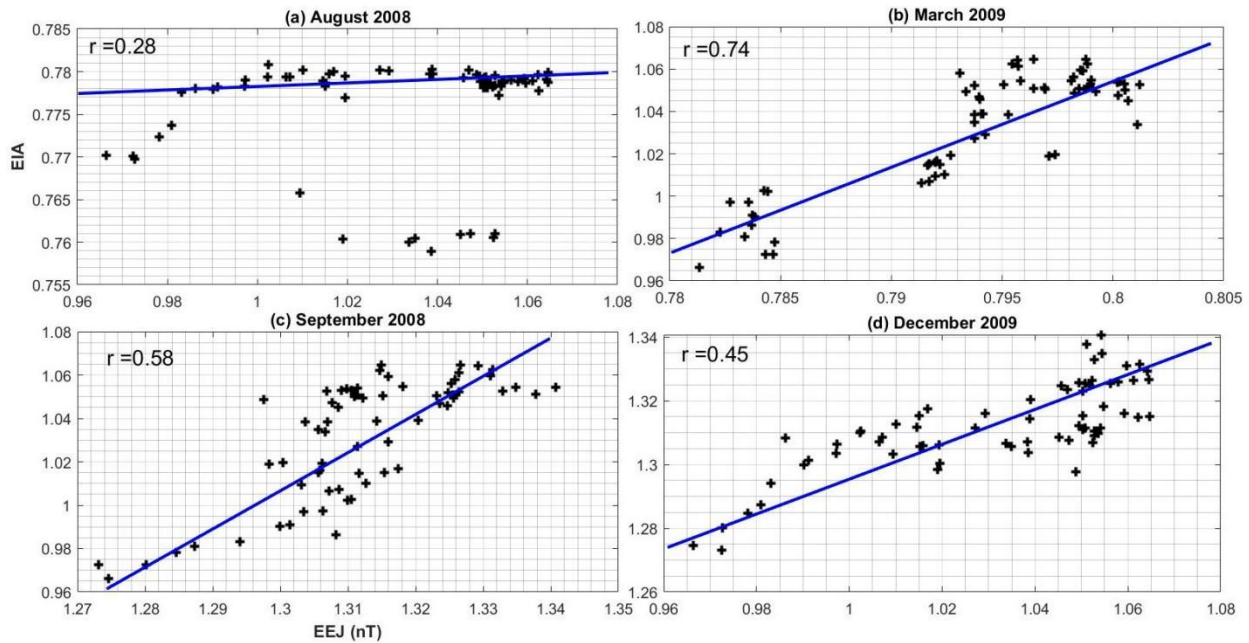 (a) August 2008
r =0.28
0.785
0.78
0.775
0.77
0.765
0.76
0.755
0.96 0.98 1 1.02 1.04 1.06 1.08
EIA
(b) March 2009
r =0.74
1.08
1.06
1.04
1.02
1
0.98
0.96
0.78 0.785 0.79 0.795 0.8 0.805
(c) September 2008
r =0.58
1.08
1.06
1.04
1.02
1
0.98
0.96
1.27 1.28 1.29 1.3 1.31 1.32 1.33 1.34 1.35
EEJ (nT)
(d) December 2009
r =0.45
1.34
1.32
1.3
1.28
1.26
0.96 0.98 1 1.02 1.04 1.06 1.08